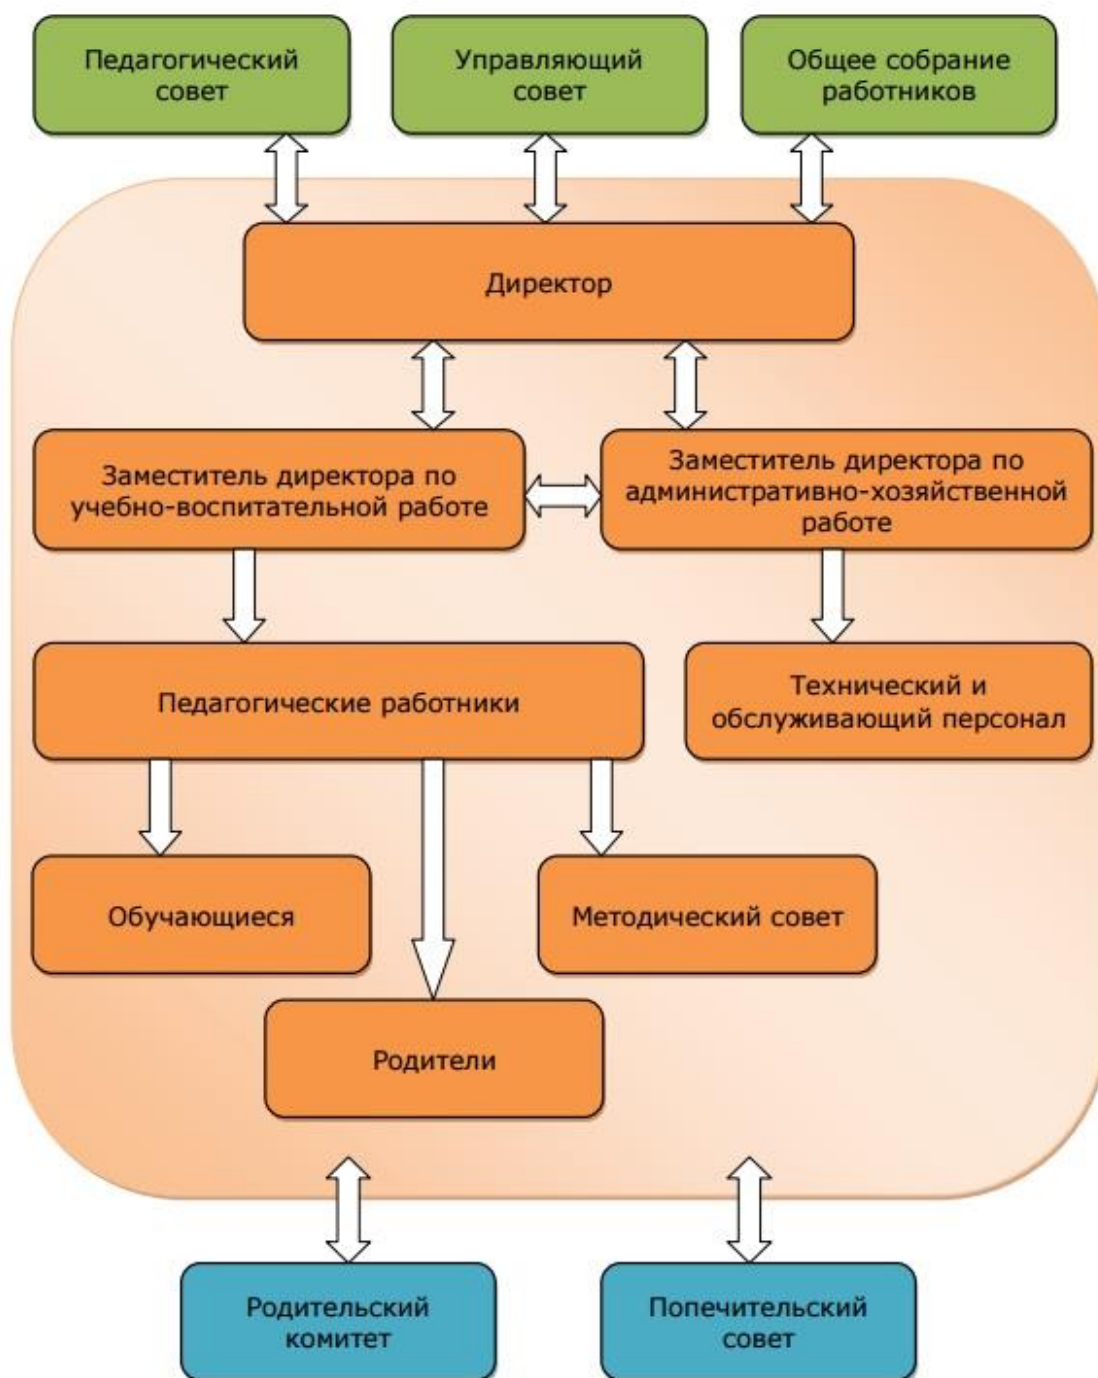 Педагогический
совет
Управляющий
совет
Общее собрание
работников
Директор
Заместитель директора по
учебно-воспитательной работе
Заместитель директора по
административно-хозяйственной
работе
Педагогические работники
Технический и
обслуживающий персонал
Обучающиеся
Методический совет
Родители
Родительский
комитет
Попечительский
совет